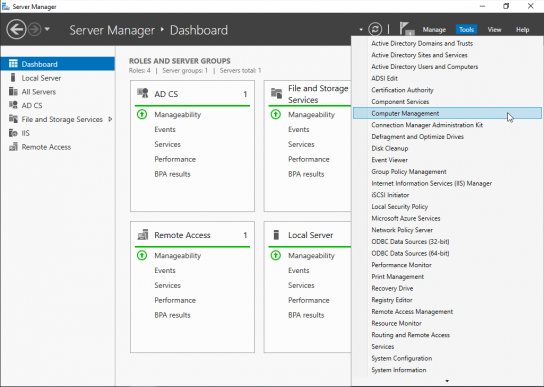 Server Manager
Server Manager • Dashboard
1
Manage
Tools
View
Help
Dashboard
Local Server
All Servers
AD CS
File and Storage Services
IIS
Remote Access
ROLES AND SERVER GROUPS
Roles: 4 | Server groups: 1 | Servers total: 1
AD CS 1
Manageability
Events
Services
Performance
BPA results
File and Storage
Services
Manageability
Events
Services
Performance
BPA results
Remote Access 1
Manageability
Events
Services
Performance
BPA results
Local Server
Manageability
Events
Services
Performance
BPA results
Active Directory Domains and Trusts
Active Directory Sites and Services
Active Directory Users and Computers
ADSI Edit
Certification Authority
Component Services
Computer Management
Connection Manager Administration Kit
Defragment and Optimize Drives
Disk Cleanup
Event Viewer
Group Policy Management
Internet Information Services (IIS) Manager
iSCSI Initiator
Local Security Policy
Microsoft Azure Services
Network Policy Server
ODBC Data Sources (32-bit)
ODBC Data Sources (64-bit)
Performance Monitor
Print Management
Recovery Drive
Registry Editor
Remote Access Management
Resource Monitor
Routing and Remote Access
Services
System Configuration
System Information